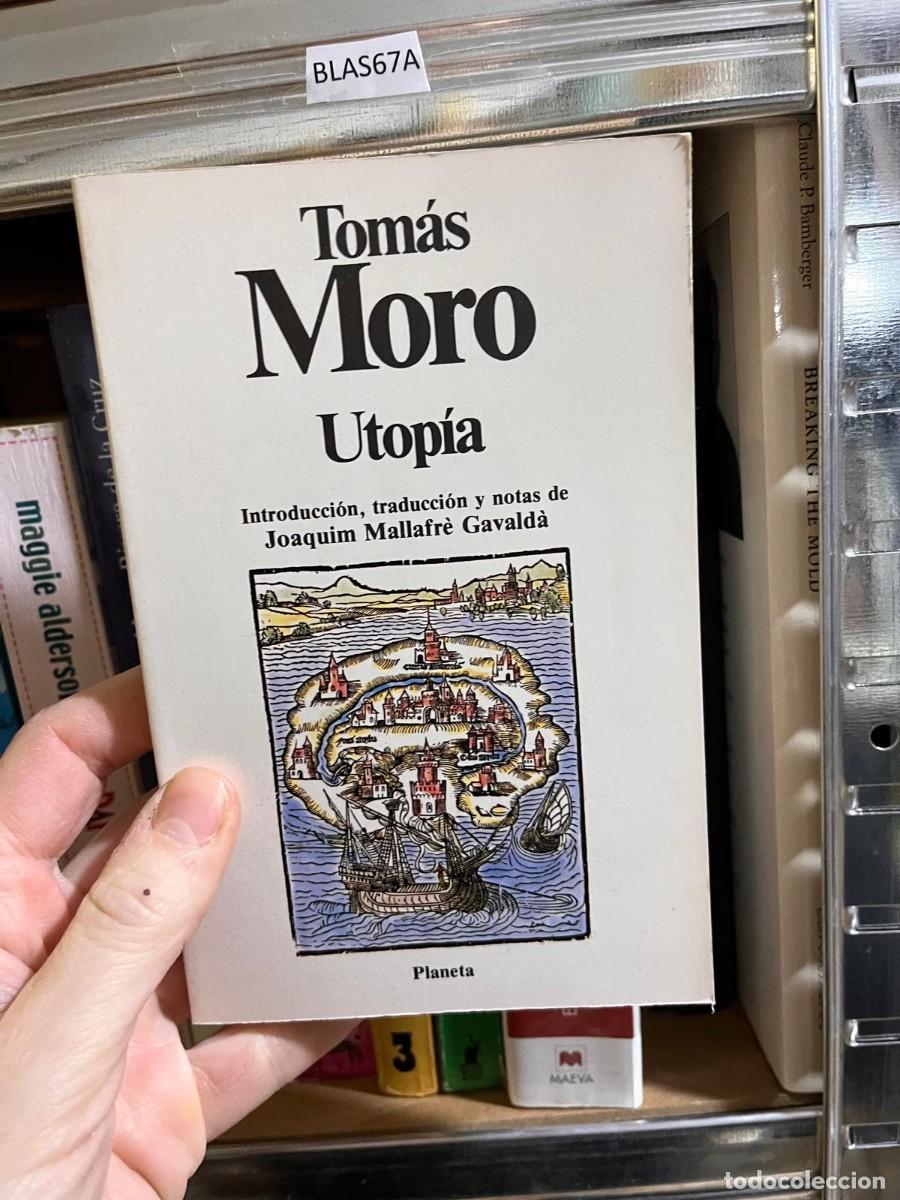 BLAS67A
Tomás
Moro
Utopía
Introducción, traducción y notas de
Joaquim Mallafrè Gavaldà
Planeta
maggie alderson
Claude P. Bamberger
BREAKING THE MOLD
3
MAEVA
todocoleccion